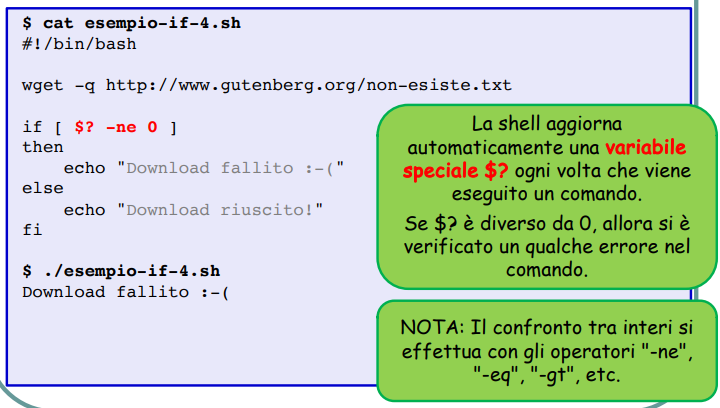 $ cat esempio-if-4.sh
#!/bin/bash
wget -q http://www.gutenberg.org/non-esiste.txt
if [ $? -ne 0 ]
then
    echo "Download fallito :-("
else
    echo "Download riuscito!"
fi
$ ./esempio-if-4.sh
Download fallito :-(
La shell aggiorna
automaticamente una variabile
speciale $? ogni volta che viene
eseguito un comando.
Se $? è diverso da 0, allora si è
verificato un qualche errore nel
comando.
NOTA: Il confronto tra interi si
effettua con gli operatori "-ne",
"-eq", "-gt", etc.